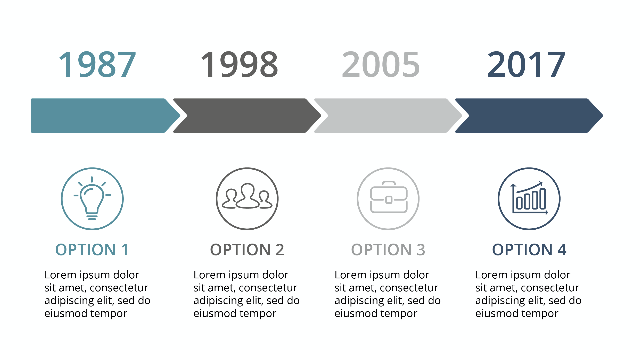 1987 1998 2005 2017
OPTION 1
Lorem ipsum dolor
sit amet, consectetur
adipiscing elit, sed do
eiusmod tempor
OPTION 2
Lorem ipsum dolor
sit amet, consectetur
adipiscing elit, sed do
eiusmod tempor
OPTION 3
Lorem ipsum dolor
sit amet, consectetur
adipiscing elit, sed do
eiusmod tempor
OPTION 4
Lorem ipsum dolor
sit amet, consectetur
adipiscing elit, sed do
eiusmod tempor